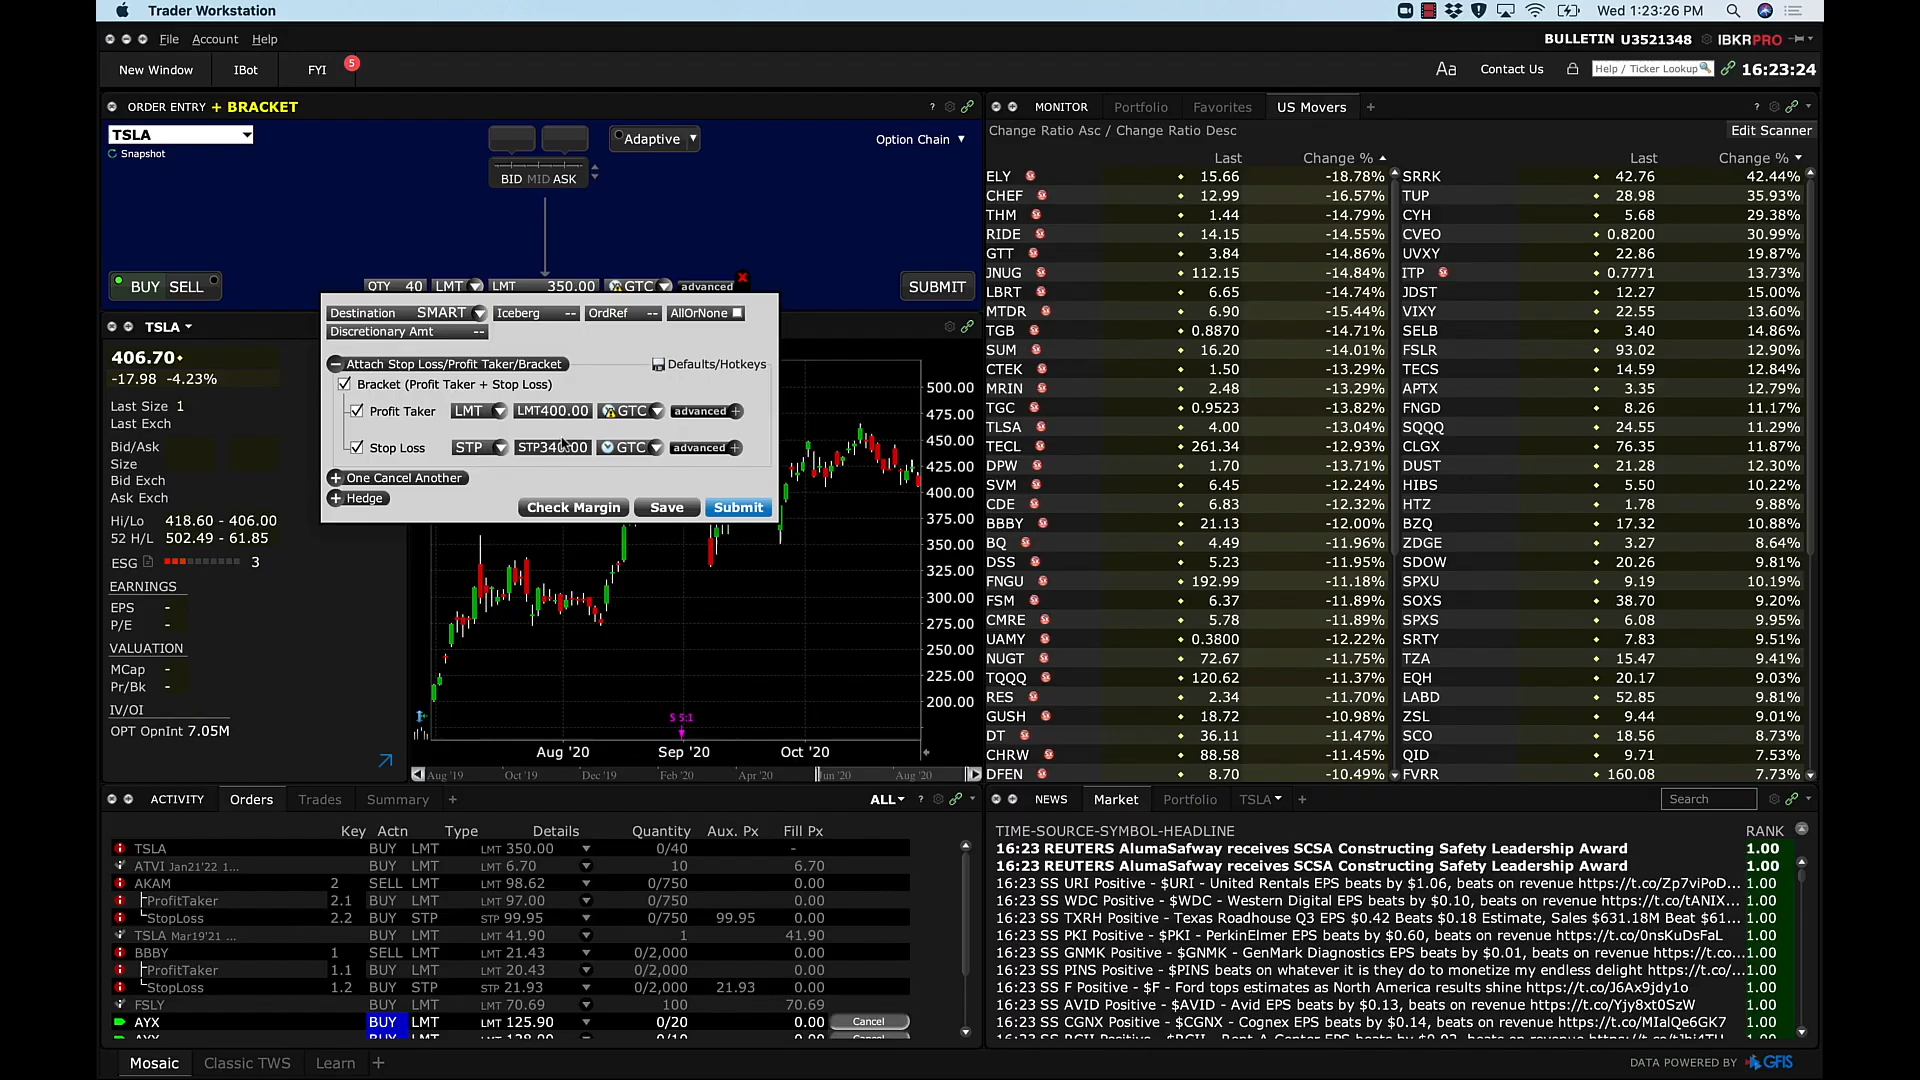 Trader Workstation
Wed 1:23:26 PM
File Account Help
BULLETIN U3521348 IBKRPRO
New Window IBot FYI 5
Aa Contact Us Help / Ticker Lookup 16:23:24
ORDER ENTRY + BRACKET ?
TSLA
Snapshot
Adaptive
Option Chain
BID MID ASK
BUY SELL QTY 40 LMT LMT 350.00 GTC advanced SUBMIT
Destination SMART Iceberg -- OrdRef -- AllOrNone
Discretionary Amt --
Attach Stop Loss/Profit Taker/Bracket Defaults/Hotkeys
Bracket (Profit Taker + Stop Loss)
Profit Taker LMT LMT400.00 GTC advanced +
Stop Loss STP STP340.00 GTC advanced +
One Cancel Another
Hedge
Check Margin Save Submit
TSLA
406.70
-17.98 -4.23%
Last Size 1
Last Exch
Bid/Ask
Size
Bid Exch
Ask Exch
Hi/Lo 418.60 - 406.00
52 H/L 502.49 - 61.85
ESG 3
EARNINGS
EPS -
P/E -
VALUATION
MCap -
Pr/Bk -
IV/OI
OPT OpnInt 7.05M
500.00
475.00
450.00
425.00
400.00
375.00
350.00
325.00
300.00
275.00
250.00
225.00
200.00
S 5:1
Aug '20 Sep '20 Oct '20
Aug '19 Oct '19 Dec '19 Feb '20 Apr '20 Jun '20 Aug '20
MONITOR Portfolio Favorites US Movers + ?
Change Ratio Asc / Change Ratio Desc Edit Scanner
Last Change % Last Change %
ELY 15.66 -18.78% SRRK 42.76 42.44%
CHEF 12.99 -16.57% TUP 28.98 35.93%
THM 1.44 -14.79% CYH 5.68 29.38%
RIDE 14.15 -14.55% CVEO 0.8200 30.99%
GTT 3.84 -14.86% UVXY 22.86 19.87%
JNUG 112.15 -14.84% ITP 0.7771 13.73%
LBRT 6.65 -14.74% JDST 12.27 15.00%
MTDR 6.90 -15.44% VIXY 22.55 13.60%
TGB 0.8870 -14.71% SELB 3.40 14.86%
SUM 16.20 -14.01% FSLR 93.02 12.90%
CTEK 1.50 -13.29% TECS 14.59 12.84%
MRIN 2.48 -13.29% APTX 3.35 12.79%
TGC 0.9523 -13.82% FNGD 8.26 11.17%
TLSA 4.00 -13.04% SQQQ 24.55 11.29%
TECL 261.34 -12.93% CLGX 76.35 11.87%
DPW 1.70 -13.71% DUST 21.28 12.30%
SVM 6.45 -12.24% HIBS 5.50 10.22%
CDE 7.43 -12.69% HTZ 1.78 9.88%
BBBY 21.13 -12.00% BZQ 17.32 10.88%
BQ 4.49 -11.96% ZDGE 3.27 8.64%
DSS 5.23 -11.95% SDOW 20.26 9.81%
FNGU 192.99 -11.18% SPXU 9.19 10.19%
FSM 6.37 -11.89% SOXS 38.70 9.20%
CMRE 5.78 -11.89% SPXS 6.08 9.95%
UAMY 0.3800 -12.22% SRTY 7.83 9.51%
NUGT 72.67 -11.75% TZA 15.47 9.41%
TQQQ 120.62 -11.37% EQH 20.17 9.03%
RES 2.34 -11.70% LABD 52.85 9.81%
GUSH 18.72 -10.98% ZSL 9.44 9.01%
DT 36.11 -11.47% SCO 18.56 8.73%
CHRW 88.58 -11.45% QID 9.71 7.53%
DFEN 8.70 -10.49% FVRR 160.08 7.73%
ACTIVITY Orders Trades Summary + ALL ?
Key Actn Type Details Quantity Aux. Px Fill Px
TSLA BUY LMT LMT 350.00 0/40 -
ATVI Jan21'22 1... BUY LMT LMT 6.70 10 6.70
AKAM 2 SELL LMT LMT 98.62 0/750 0.00
ProfitTaker 2.1 BUY LMT LMT 97.00 0/750 0.00
StopLoss 2.2 BUY STP STP 99.95 0/750 99.95 0.00
TSLA Mar19'21 ... BUY LMT LMT 41.90 1 41.90
BBBY 1 SELL LMT LMT 21.43 0/2,000 0.00
ProfitTaker 1.1 BUY LMT LMT 20.43 0/2,000 0.00
StopLoss 1.2 BUY STP STP 21.93 0/2,000 21.93 0.00
FSLY BUY LMT LMT 70.69 100 70.69
AYX BUY LMT LMT 125.90 0/20 0.00 Cancel
NEWS Market Portfolio TSLA + Search
TIME-SOURCE-SYMBOL-HEADLINE RANK
16:23 REUTERS AlumaSafway receives SCSA Constructing Safety Leadership Award 1.00
16:23 REUTERS AlumaSafway receives SCSA Constructing Safety Leadership Award 1.00
16:23 SS URI Positive - $URI - United Rentals EPS beats by $1.06, beats on revenue https://t.co/Zp7viPoD... 1.00
16:23 SS WDC Positive - $WDC - Western Digital EPS beats by $0.10, beats on revenue https://t.co/tANIX... 1.00
16:23 SS TXRH Positive - Texas Roadhouse Q3 EPS $0.42 Beats $0.18 Estimate, Sales $631.18M Beat $61... 1.00
16:23 SS PKI Positive - $PKI - PerkinElmer EPS beats by $0.60, beats on revenue https://t.co/0nsKuDsFaL 1.00
16:23 SS GNMK Positive - $GNMK - GenMark Diagnostics EPS beats by $0.01, beats on revenue https://t.co/... 1.00
16:23 SS PINS Positive - $PINS beats on whatever it is they do to monetize my endless delight https://t.co/... 1.00
16:23 SS F Positive - $F - Ford tops estimates as North America results shine https://t.co/J6Ax9jdy1o 1.00
16:23 SS AVID Positive - $AVID - Avid EPS beats by $0.13, beats on revenue https://t.co/Yjy8xt0SzW 1.00
16:23 SS CGNX Positive - $CGNX - Cognex EPS beats by $0.14, beats on revenue https://t.co/MIalQe6GK7 1.00
Mosaic Classic TWS Learn +
DATA POWERED BY GFIS